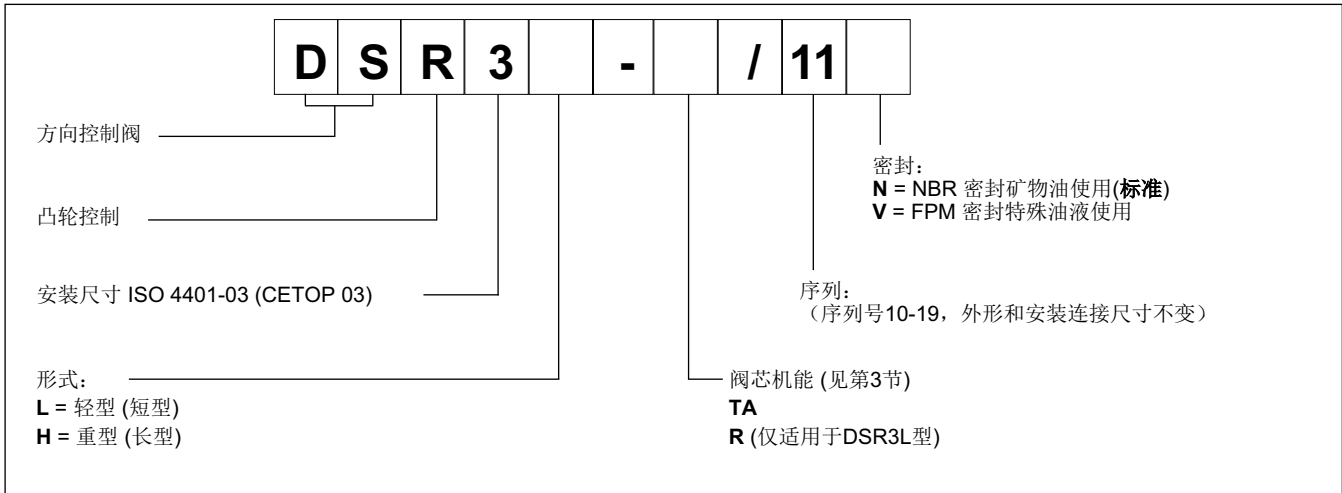 D S R 3 - / 11
方向控制阀
凸轮控制
安装尺寸 ISO 4401-03 (CETOP 03)
形式：
L = 轻型 (短型)
H = 重型 (长型)
密封：
N = NBR 密封矿物油使用(标准)
V = FPM 密封特殊油液使用
序列：
（序列号10-19，外形和安装连接尺寸不变）
阀芯机能 (见第3节)
TA
R (仅适用于DSR3L型)